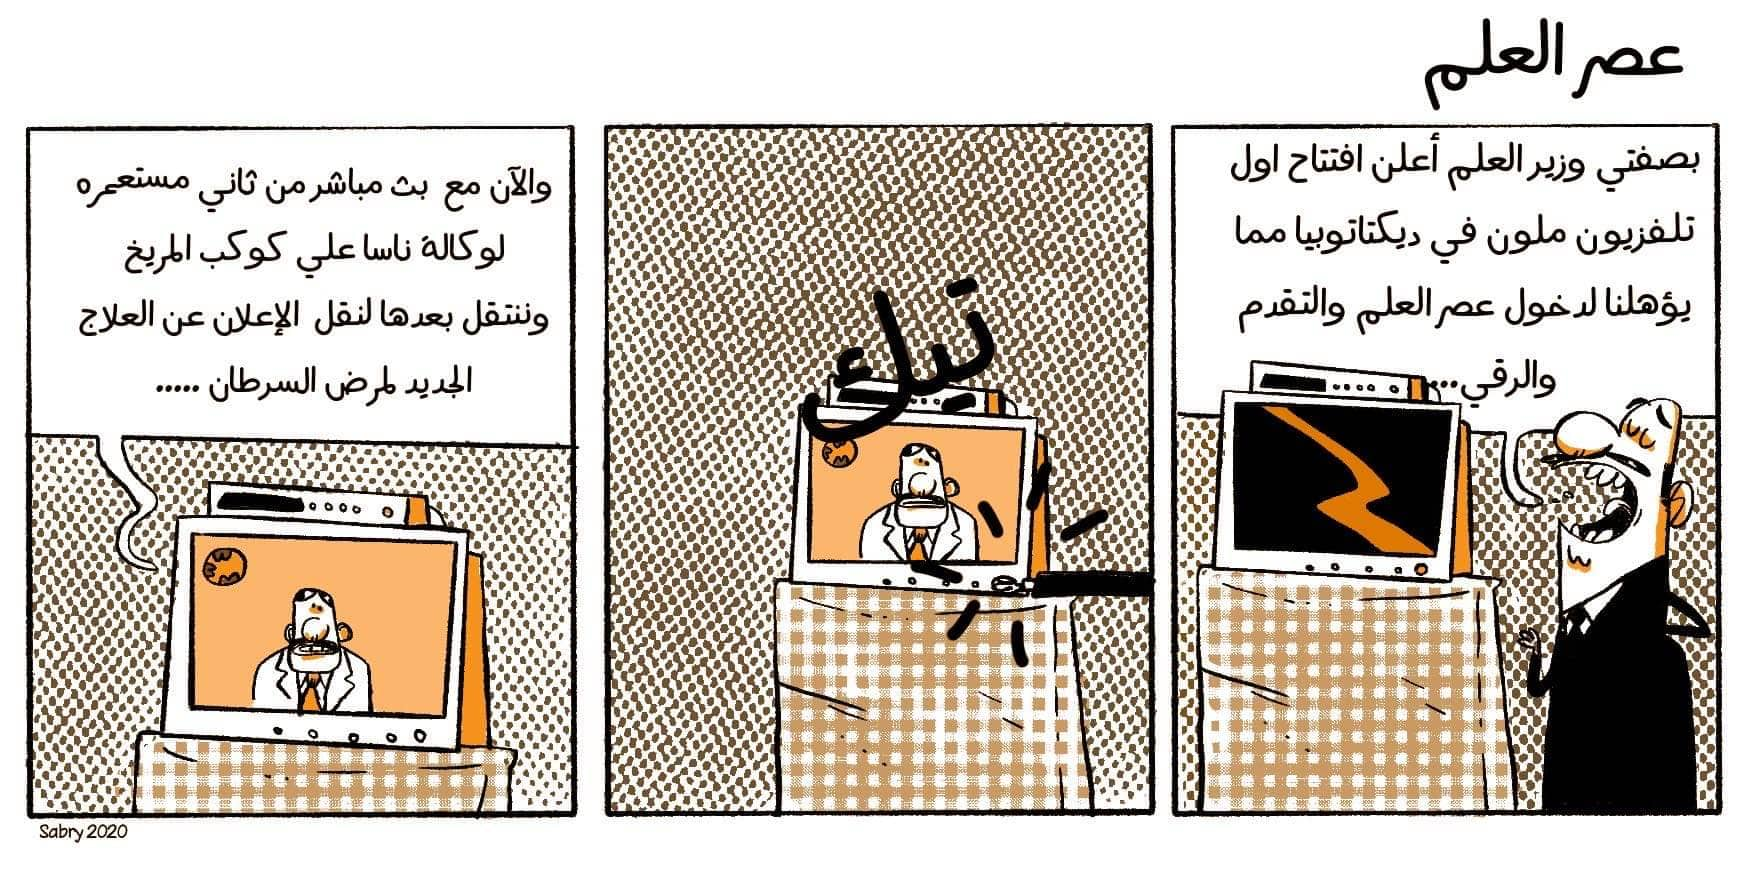 عصر العلم
بصفتي وزير العلم أعلن افتتاح اول
تلفزيون ملون في ديكتاتوبيا مما
يؤهلنا لدخول عصر العلم والتقدم
والرقي...
تيك
والآن مع بث مباشر من ثاني مستعمره
لوكالة ناسا علي كوكب المريخ
وننتقل بعدها لنقل الإعلان عن العلاج
الجديد لمرض السرطان .....
Sabry 2020